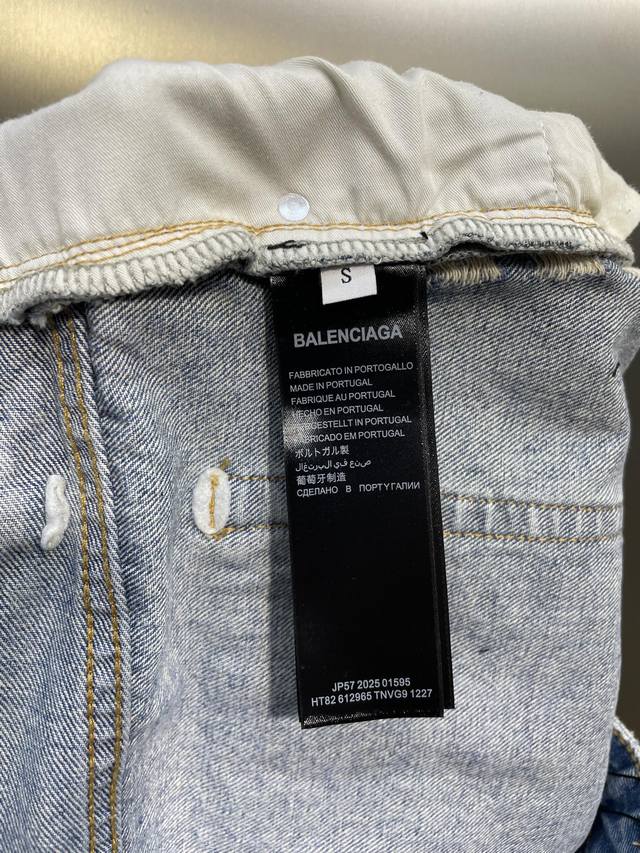 S
BALENCIAGA
FABBRICATO IN PORTOGALLO
MADE IN PORTUGAL
FABRIQUE AU PORTUGAL
HECHO EN PORTUGAL
RGESTELLT IN PORTUGAL
FABRICADO EM PORTUGAL
ポルトガル製
صنع في البرتغال
葡萄牙制造
СДЕЛАНО В ПОРТУГАЛИИ
JP57 2025 01595
HT82 612965 TNVG9 1227